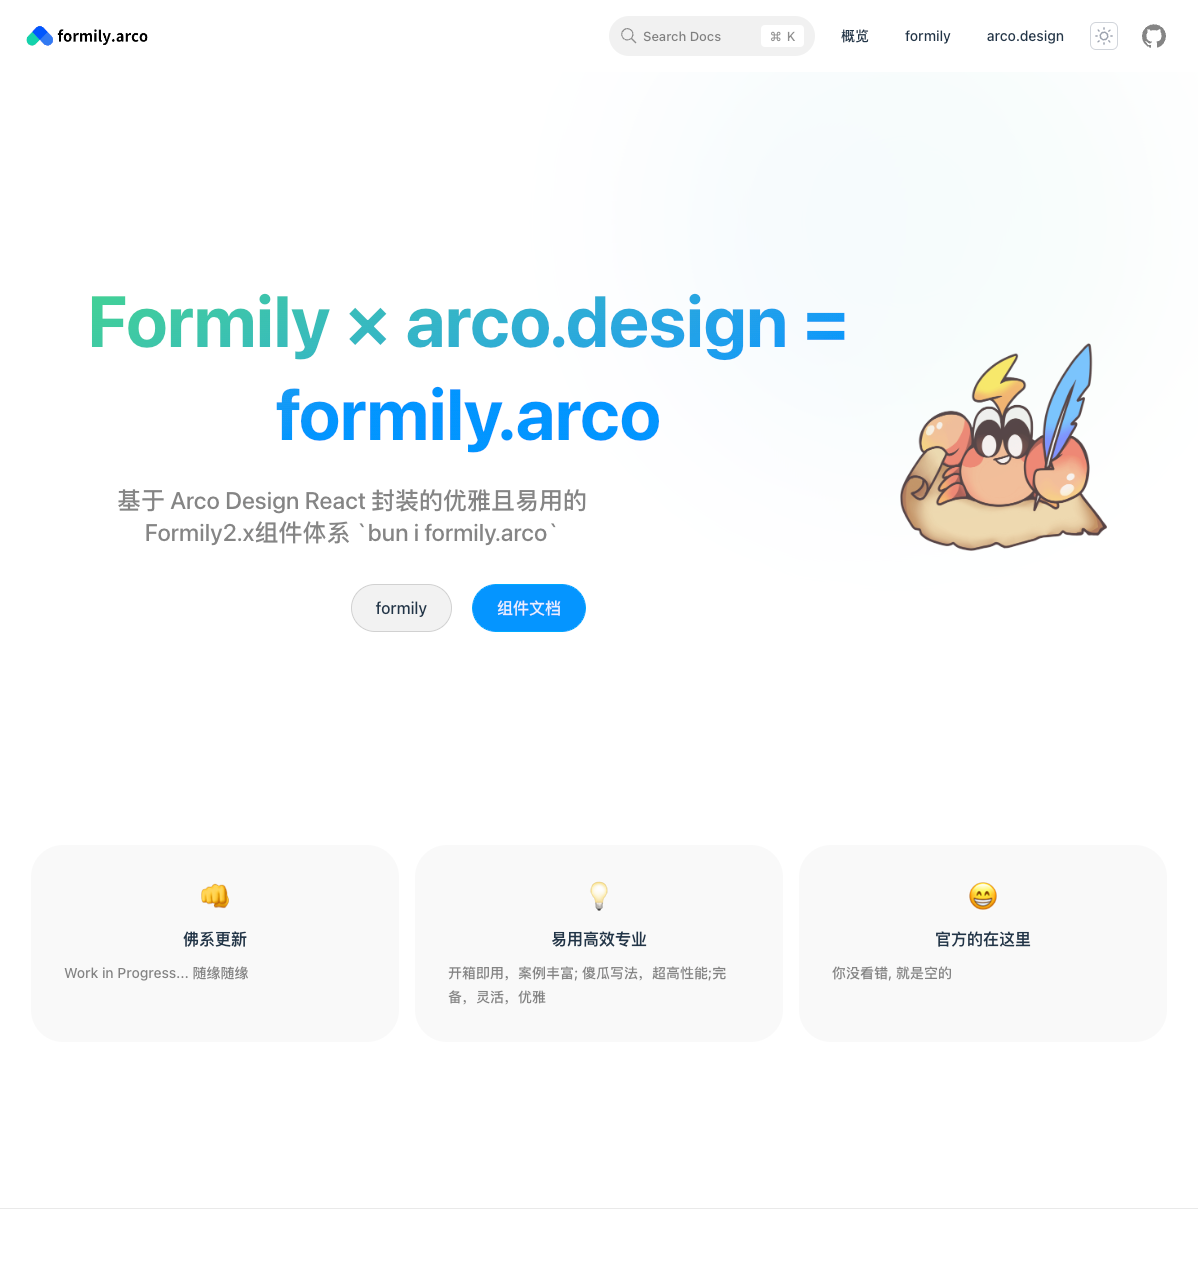 formily.arco
Search Docs
⌘ K
概览
formily
arco.design
Formily × arco.design =
formily.arco
基于 Arco Design React 封装的优雅且易用的
Formily2.x组件体系 `bun i formily.arco`
formily
组件文档
👊
佛系更新
Work in Progress... 随缘随缘
💡
易用高效专业
开箱即用，案例丰富; 傻瓜写法，超高性能;完
备，灵活，优雅
😁
官方的在这里
你没看错, 就是空的